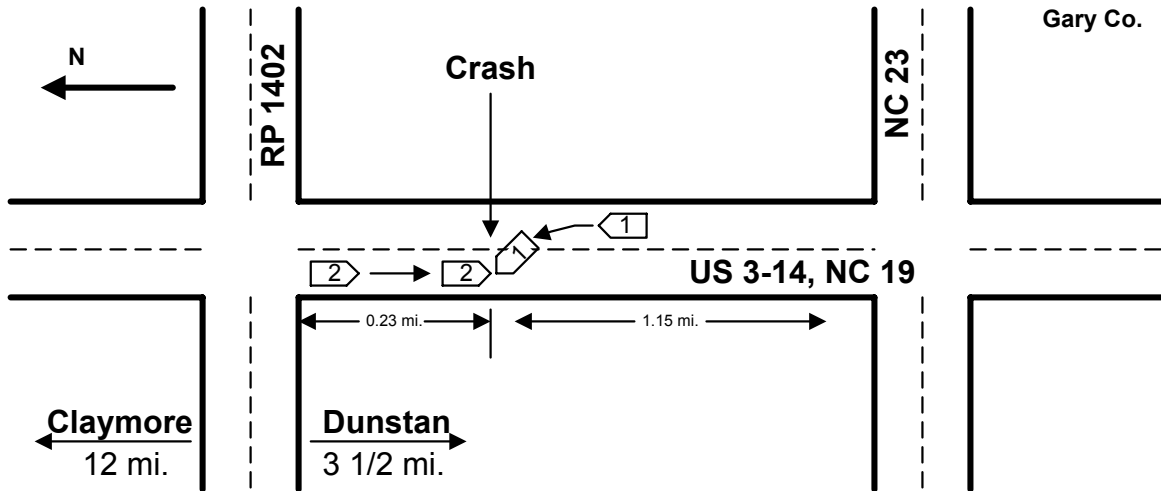 Gary Co.
N
RP 1402
Crash
NC 23
1
1
2
2
US 3-14, NC 19
0.23 mi.
1.15 mi.
Claymore
12 mi.
Dunstan
3 1/2 mi.